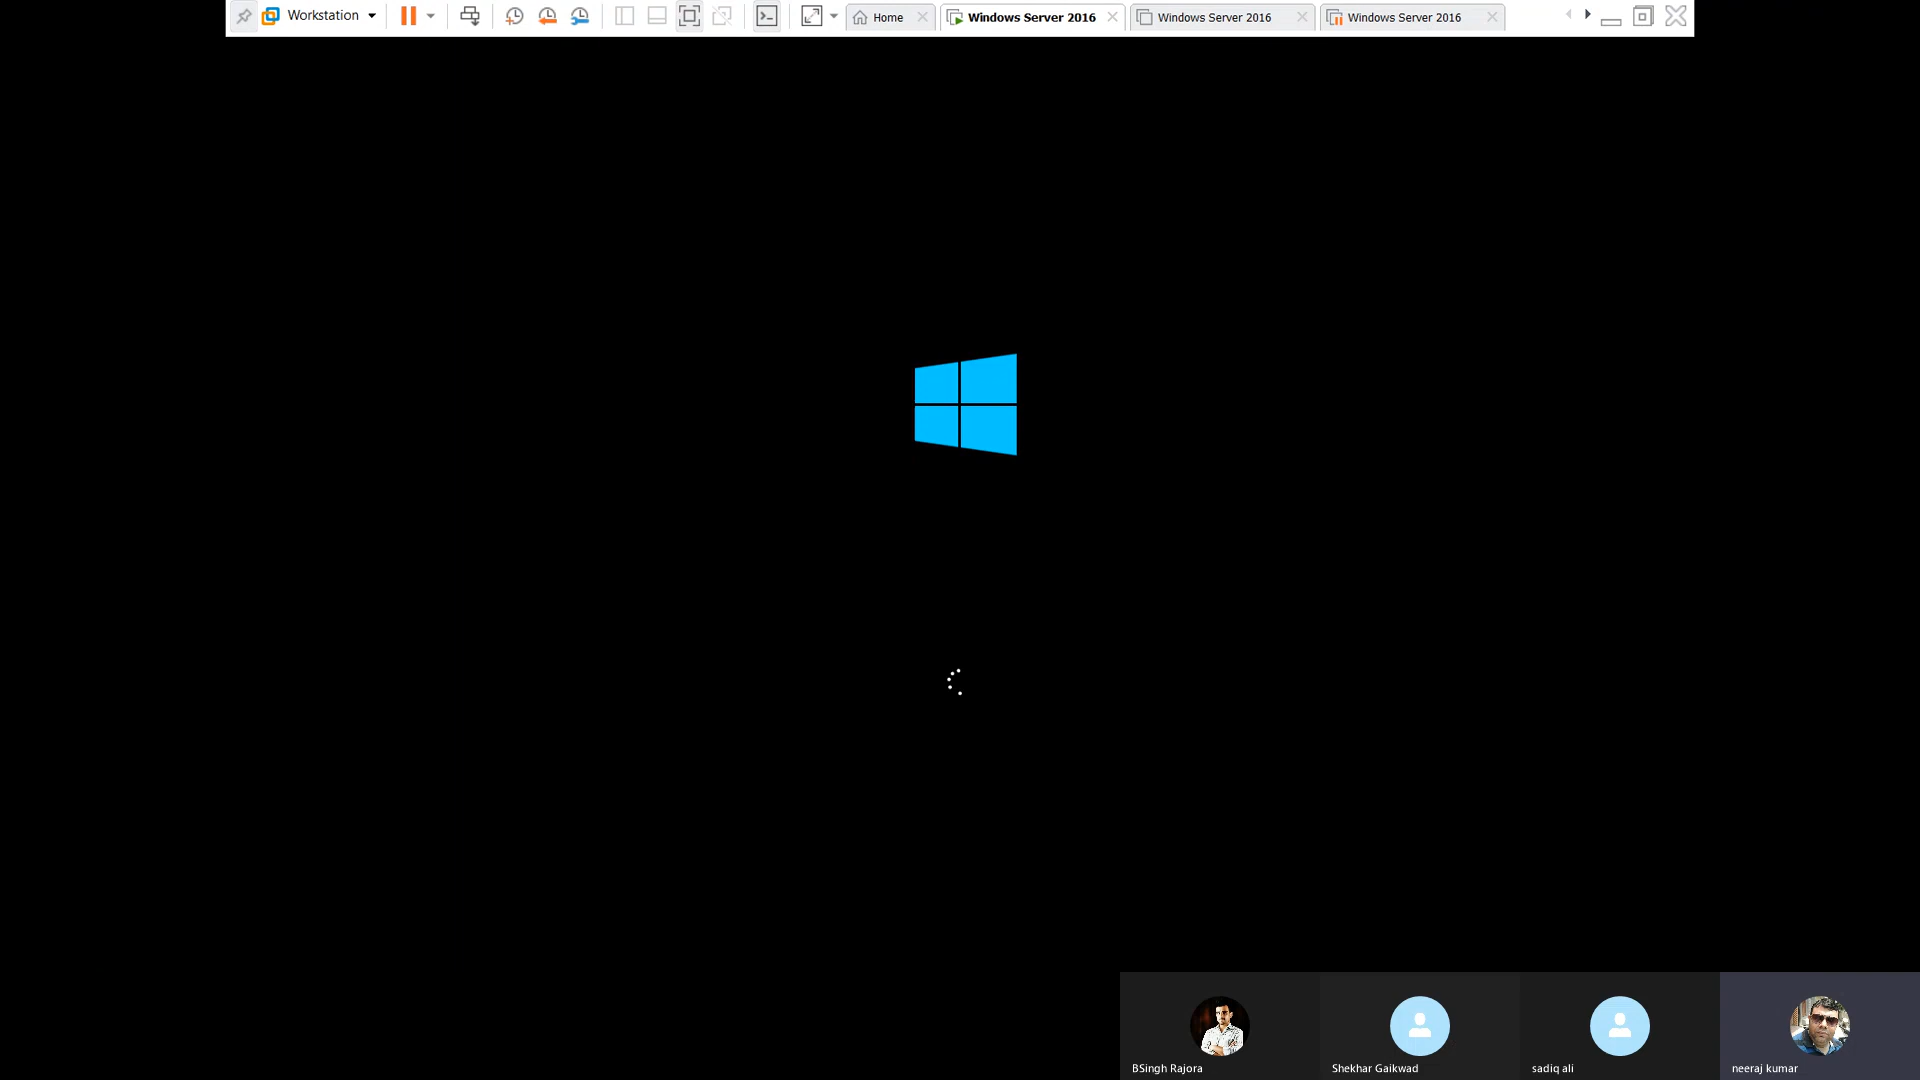 Workstation
Home
Windows Server 2016
Windows Server 2016
Windows Server 2016
BSingh Rajora
Shekhar Gaikwad
sadiq ali
neeraj kumar